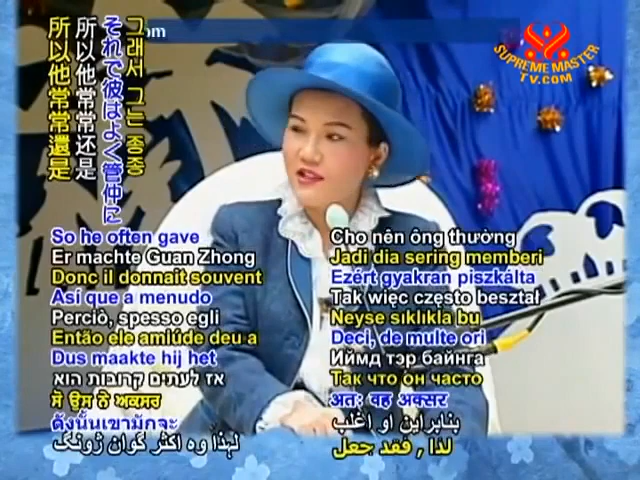 所以他常常還是
所以他常常还是
それで彼はよく管仲に
그래서 그는 종종
.com
SUPREME MASTER
TV.COM
So he often gave
Er machte Guan Zhong
Donc il donnait souvent
Así que a menudo
Perciò, spesso egli
Então ele amiúde deu a
Dus maakte hij het
אז לעתים קרובות הוא
ਸੋ ਉਸ ਨੇ ਅਕਸਰ
ดังนั้นเขามักจะ
لہٰذا وہ اکثر گوان ژونگ
Cho nên ông thường
Jadi dia sering memberi
Ezért gyakran piszkálta
Tak więc często beształ
Neyse sıklıkla bu
Deci, de multe ori
Иймд тэр байнга
Так что он часто
अतः वह अक्सर
بنابراین او اغلب
لذا , فقد جعل